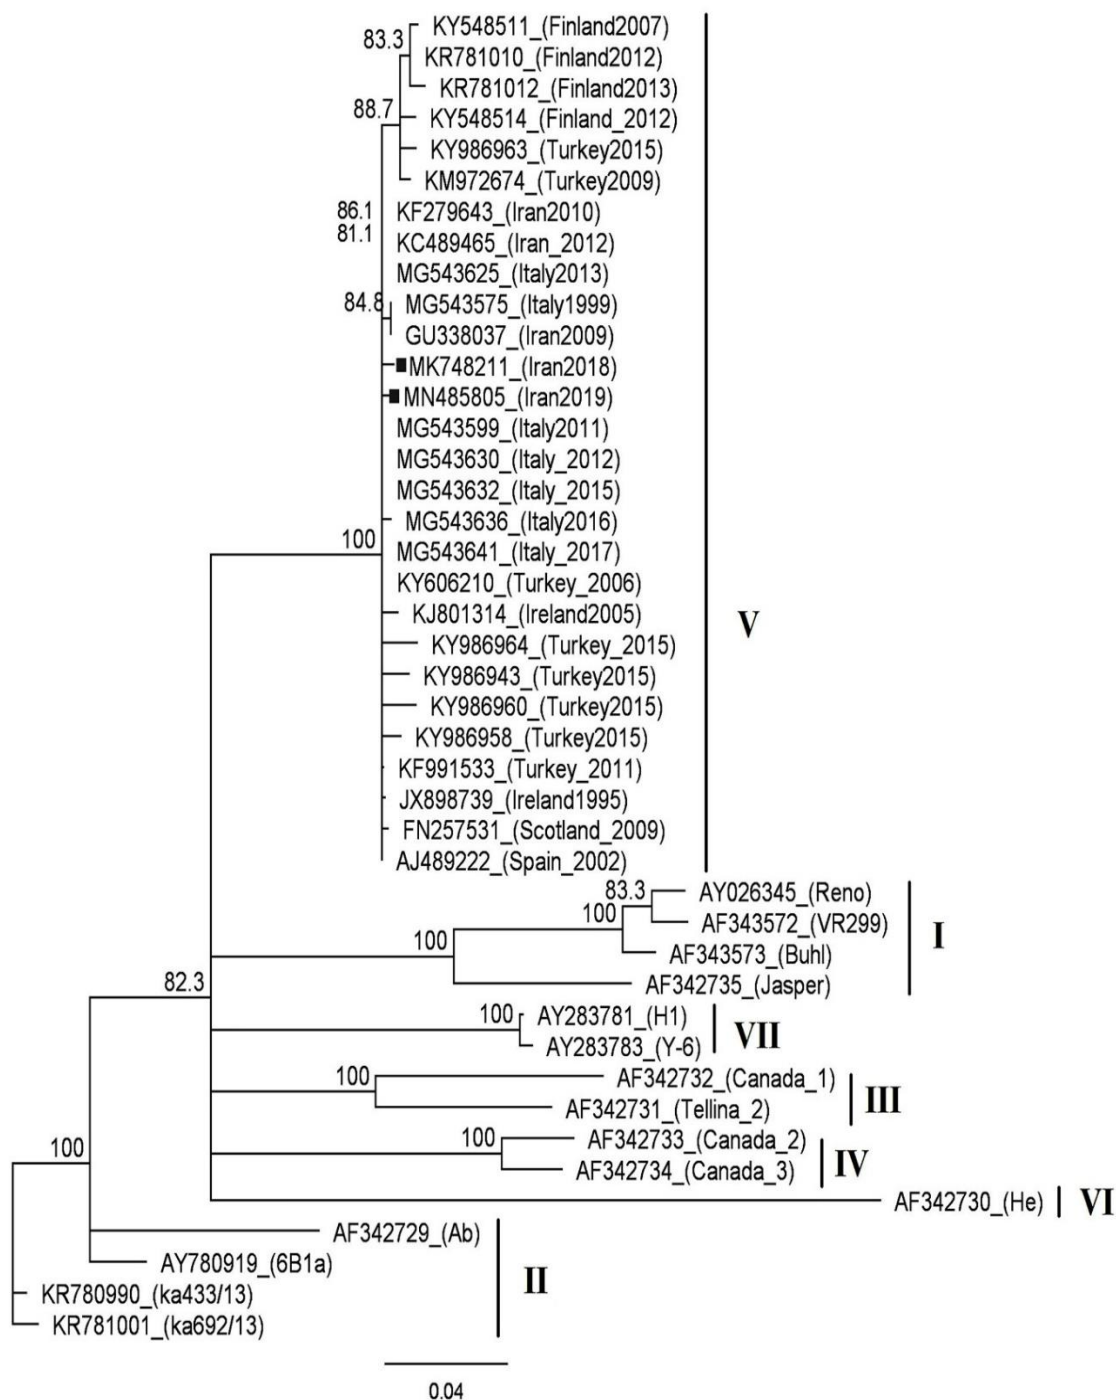 KY548511_(Finland2007)
83.3
KR781010_(Finland2012)
KR781012_(Finland2013)
88.7
KY548514_(Finland_2012)
KY986963_(Turkey2015)
KM972674_(Turkey2009)
86.1
KF279643_(Iran2010)
81.1
KC489465_(Iran_2012)
MG543625_(Italy2013)
84.8
MG543575_(Italy1999)
GU338037_(Iran2009)
MK748211_(Iran2018)
MN485805_(Iran2019)
MG543599_(Italy2011)
MG543630_(Italy_2012)
MG543632_(Italy_2015)
MG543636_(Italy2016)
100
MG543641_(Italy_2017)
KY606210_(Turkey_2006)
KJ801314_(Ireland2005)
V
KY986964_(Turkey_2015)
KY986943_(Turkey2015)
KY986960_(Turkey2015)
KY986958_(Turkey2015)
KF991533_(Turkey_2011)
JX898739_(Ireland1995)
FN257531_(Scotland_2009)
AJ489222_(Spain_2002)
83.3
AY026345_(Reno)
100
AF343572_(VR299)
I
100
AF343573_(Buhl)
AF342735_(Jasper)
82.3
100
AY283781_(H1)
VII
AY283783_(Y-6)
100
AF342732_(Canada_1)
III
AF342731_(Tellina_2)
100
AF342733_(Canada_2)
IV
100
AF342734_(Canada_3)
AF342730_(He)
VI
AF342729_(Ab)
AY780919_(6B1a)
II
KR780990_(ka433/13)
KR781001_(ka692/13)
0.04